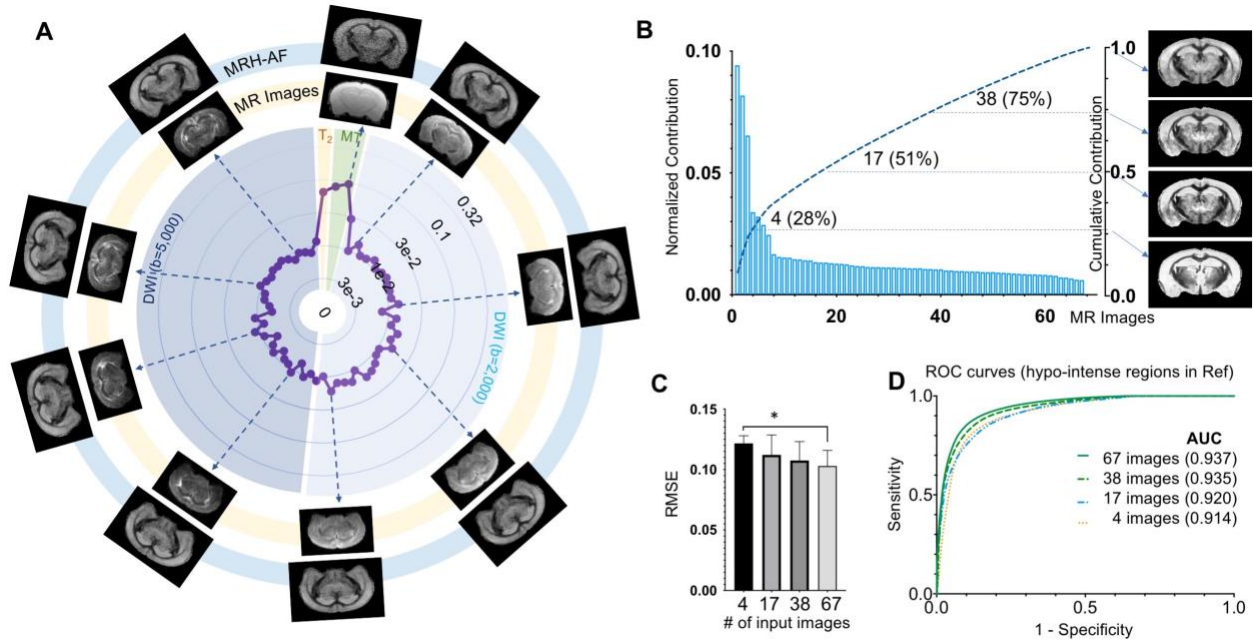 A
MRH-AF
MR Images
T₂
MT
0.32
0.1
3e-2
1e-2
3e-3
0
DWI (b=5,000)
DWI (b=2,000)
B
0.10
0.05
0.00
Normalized Contribution
38 (75%)
17 (51%)
4 (28%)
1.0
0.5
0.0
Cumulative Contribution
0
20
40
60
MR Images
C
0.15
0.10
0.05
0.00
RMSE
*
4
17
38
67
# of input images
D
ROC curves (hypo-intense regions in Ref)
1.0
0.5
0.0
Sensitivity
AUC
67 images (0.937)
38 images (0.935)
17 images (0.920)
4 images (0.914)
0.0
0.5
1.0
1 - Specificity